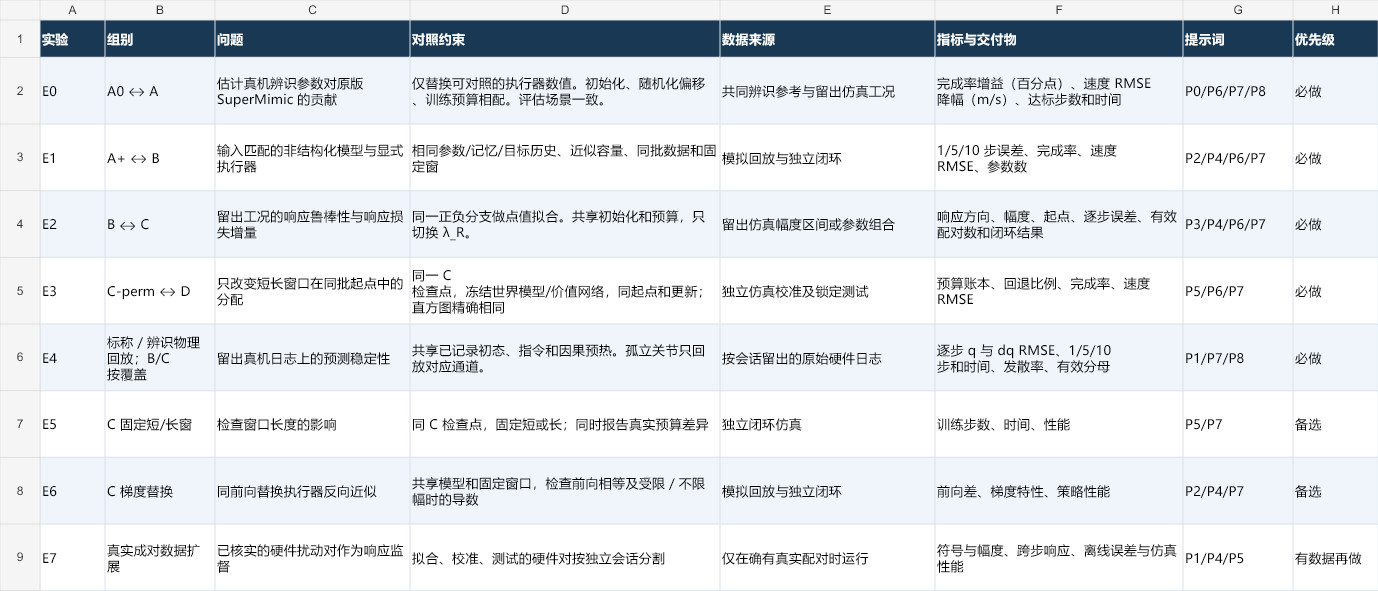 A B C D E F G H
1 实验 组别 问题 对照约束 数据来源 指标与交付物 提示词 优先级
2 E0 A0 ↔ A 估计真机辨识参数对原版
SuperMimic 的贡献 仅替换可对照的执行器数值。初始化、随机化偏移
、训练预算相配。评估场景一致。 共同辨识参考与留出仿真工况 完成率增益（百分点）、速度 RMSE
降幅（m/s）、达标步数和时间 P0/P6/P7/P8 必做
3 E1 A+ ↔ B 输入匹配的非结构化模型与显式
执行器 相同参数/记忆/目标历史、近似容量、同批数据和固
定窗 模拟回放与独立闭环 1/5/10 步误差、完成率、速度
RMSE、参数数 P2/P4/P6/P7 必做
4 E2 B ↔ C 留出工况的响应鲁棒性与响应损
失增量 同一正负分支做点值拟合。共享初始化和预算，只
切换 λ_R。 留出仿真幅度区间或参数组合 响应方向、幅度、起点、逐步误差、有效
配对数和闭环结果 P3/P4/P6/P7 必做
5 E3 C-perm ↔ D 只改变短长窗口在同批起点中的
分配 同一 C
检查点，冻结世界模型/价值网络，同起点和更新；
直方图精确相同 独立仿真校准及锁定测试 预算账本、回退比例、完成率、速度
RMSE P5/P6/P7 必做
6 E4 标称 / 辨识物理
回放；B/C
按覆盖 留出真机日志上的预测稳定性 共享已记录初态、指令和因果预热。孤立关节只回
放对应通道。 按会话留出的原始硬件日志 逐步 q 与 dq RMSE、1/5/10
步和时间、发散率、有效分母 P1/P7/P8 必做
7 E5 C 固定短/长窗 检查窗口长度的影响 同 C 检查点，固定短或长；同时报告真实预算差异 独立闭环仿真 训练步数、时间、性能 P5/P7 备选
8 E6 C 梯度替换 同前向替换执行器反向近似 共享模型和固定窗口，检查前向相等及受限 / 不限
幅时的导数 模拟回放与独立闭环 前向差、梯度特性、策略性能 P2/P4/P7 备选
9 E7 真实成对数据扩
展 已核实的硬件扰动对作为响应监
督 拟合、校准、测试的硬件对按独立会话分割 仅在确有真实配对时运行 符号与幅度、跨步响应、离线误差与仿真
性能 P1/P4/P5 有数据再做